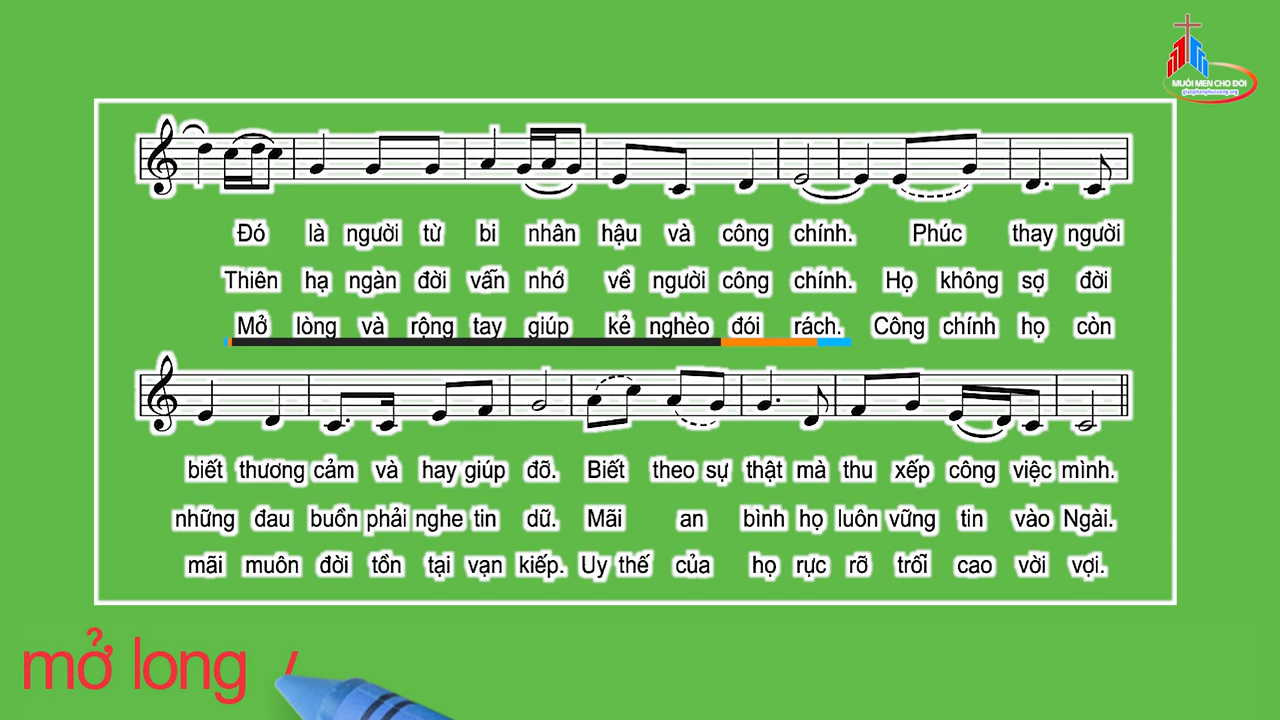 MUỐI MEN CHO ĐỜI
giaophanphucuong.org
Đó là người từ bi nhân hậu và công chính. Phúc thay người
Thiên hạ ngàn đời vẫn nhớ về người công chính. Họ không sợ đời
Mở lòng và rộng tay giúp kẻ nghèo đói rách. Công chính họ còn
biết thương cảm và hay giúp đỡ. Biết theo sự thật mà thu xếp công việc mình.
những đau buồn phải nghe tin dữ. Mãi an bình họ luôn vững tin vào Ngài.
mãi muôn đời tồn tại vạn kiếp. Uy thế của họ rực rỡ trổi cao vời vợi.
mở long